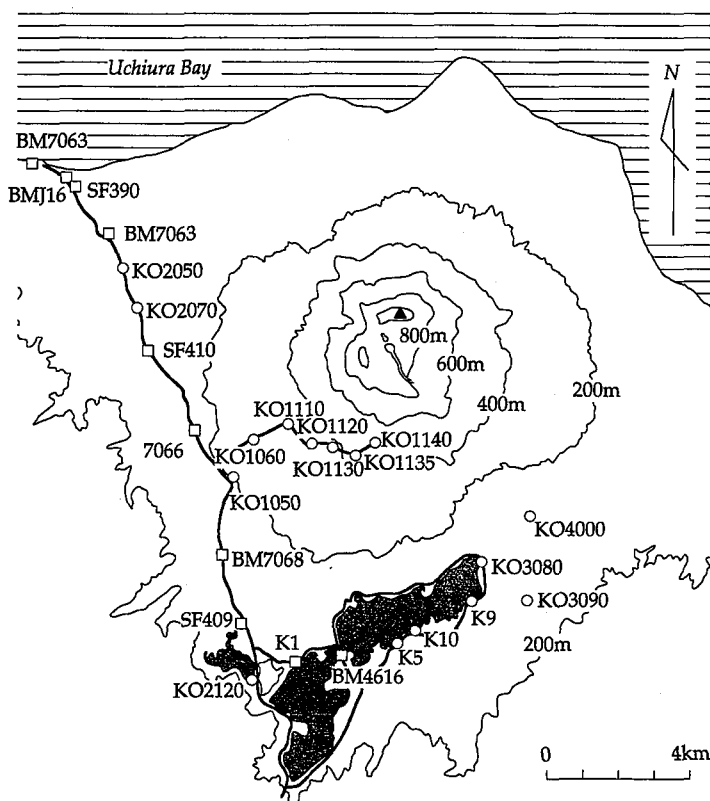 Uchiura Bay
N
BM7063
BMJ16
SF390
BM7063
KO2050
KO2070
SF410
800m
600m
200m
400m
KO1110
KO1120
7066
KO1060
KO1140
KO1130
KO1135
KO1050
KO4000
BM7068
KO3080
KO3090
SF409
K1
K9
K10
200m
K5
BM4616
KO2120
0 4km